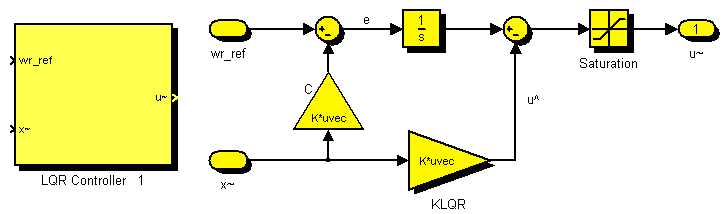 wr_ref
u~
x~
LQR Controller 1
wr_ref
+
-
e
1
s
+
-
Saturation
1
u~
C
K*uvec
u^
x~
K*uvec
KLQR